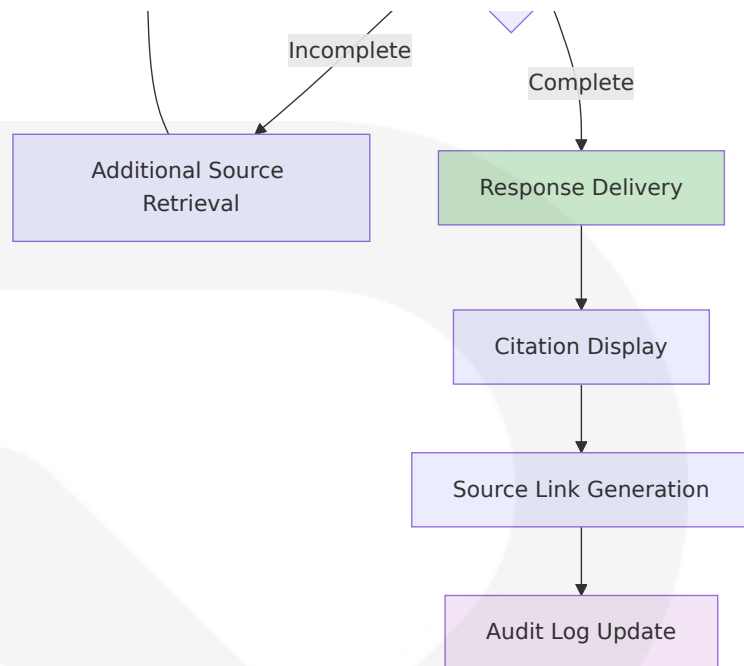 Incomplete
Complete
Additional Source
Retrieval
Response Delivery
Citation Display
Source Link Generation
Audit Log Update